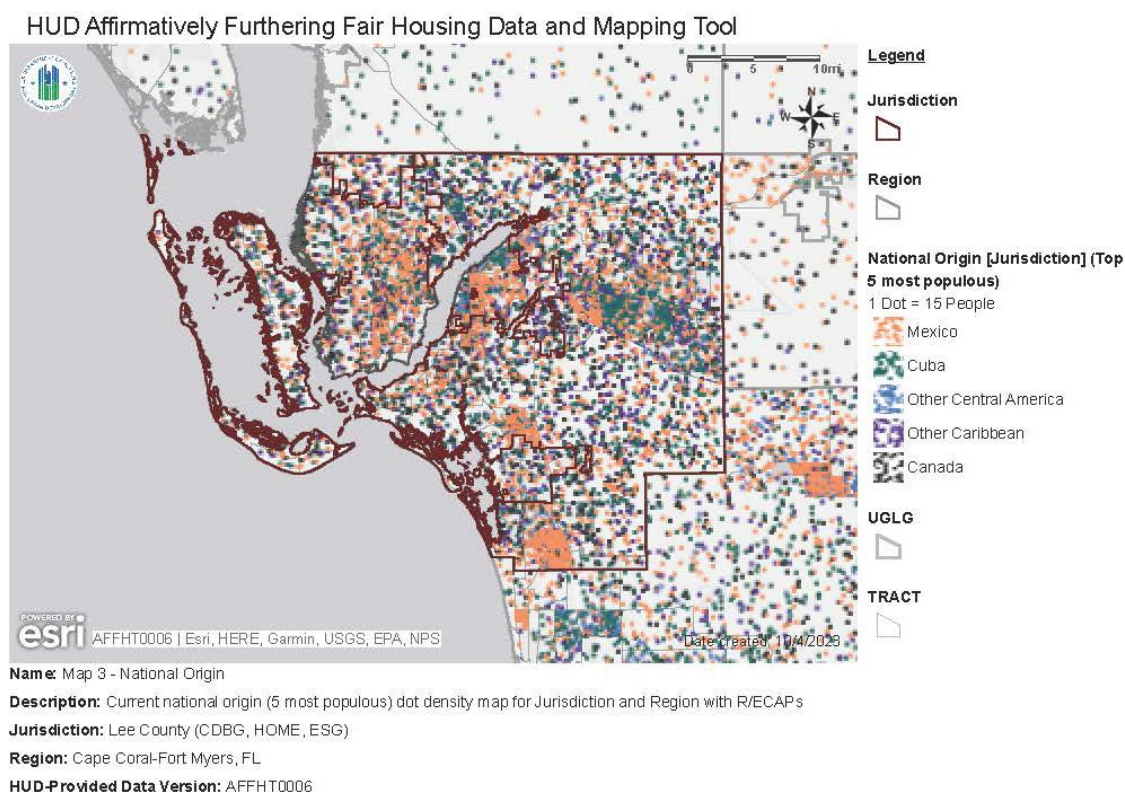 HUD Affirmatively Furthering Fair Housing Data and Mapping Tool
0 5 10mi
N
W E
S
Legend
Jurisdiction
Region
National Origin [Jurisdiction] (Top
5 most populous)
1 Dot = 15 People
Mexico
Cuba
Other Central America
Other Caribbean
Canada
UGLG
TRACT
POWERED BY
esri
AFFHT0006 | Esri, HERE, Garmin, USGS, EPA, NPS
Date created: 10/4/2023
Name: Map 3 - National Origin
Description: Current national origin (5 most populous) dot density map for Jurisdiction and Region with R/ECAPs
Jurisdiction: Lee County (CDBG, HOME, ESG)
Region: Cape Coral-Fort Myers, FL
HUD-Provided Data Version: AFFHT0006